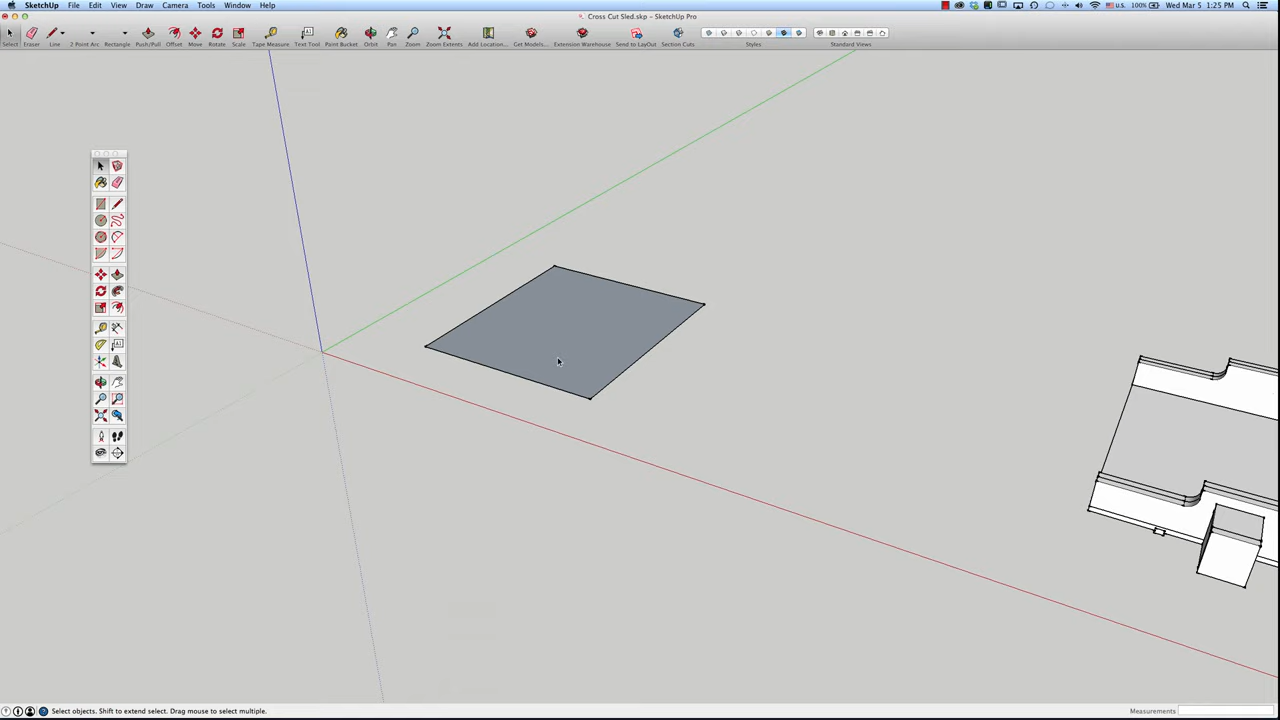 SketchUp File Edit View Draw Camera Tools Window Help U.S. 100% Wed Mar 5 1:25 PM
Cross Cut Sled.skp – SketchUp Pro
Select Eraser Line 2 Point Arc Rectangle Push/Pull Offset Move Rotate Scale Tape Measure Text Tool Paint Bucket Orbit Pan Zoom Zoom Extents Add Location... Get Models... Extension Warehouse Send to LayOut Section Cuts Styles Standard Views
Select objects. Shift to extend select. Drag mouse to select multiple. Measurements